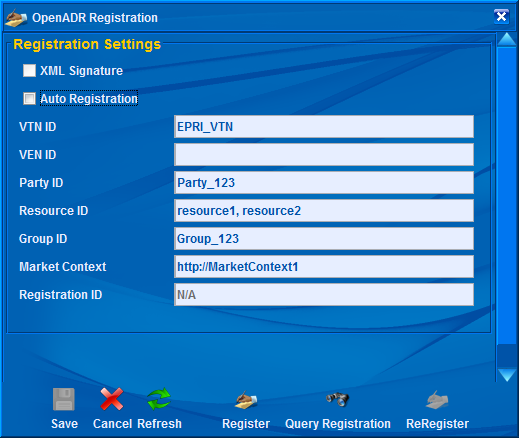 OpenADR Registration
Registration Settings
XML Signature
Auto Registration
VTN ID EPRI_VTN
VEN ID
Party ID Party_123
Resource ID resource1, resource2
Group ID Group_123
Market Context http://MarketContext1
Registration ID N/A
Save Cancel Refresh Register Query Registration ReRegister